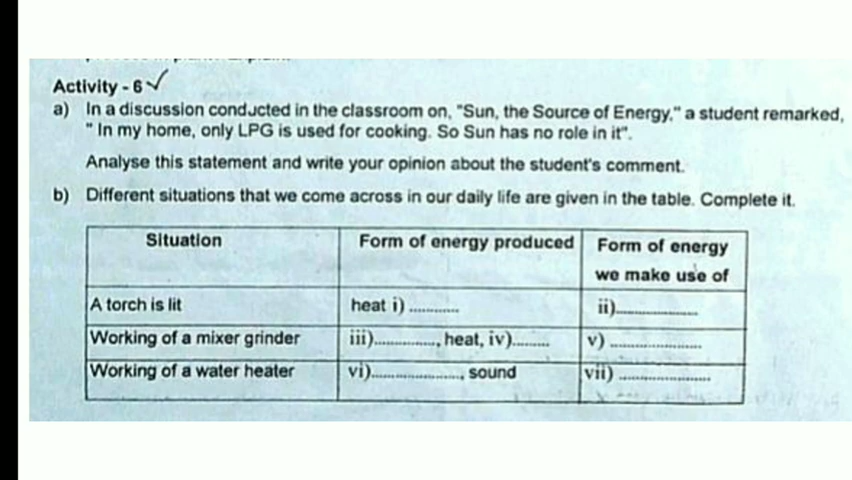 Activity - 6 ✓
a) In a discussion conducted in the classroom on, "Sun, the Source of Energy," a student remarked,
" In my home, only LPG is used for cooking. So Sun has no role in it".
Analyse this statement and write your opinion about the student's comment.
b) Different situations that we come across in our daily life are given in the table. Complete it.
Situation Form of energy produced Form of energy
we make use of
A torch is lit heat i) ............ ii)....................
Working of a mixer grinder iii)..............., heat, iv)......... v) ......................
Working of a water heater vi)....................., sound vii) ......................